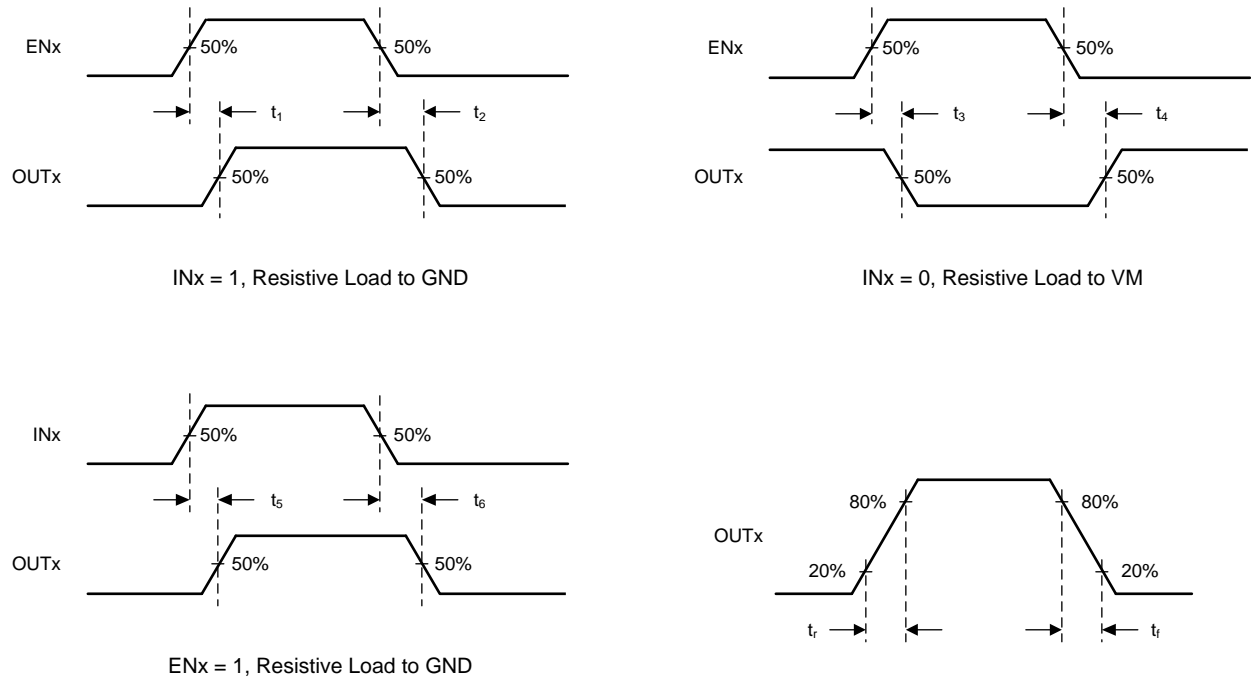 ENx
50%
50%
t1
t2
OUTx
50%
50%
INx = 1, Resistive Load to GND
ENx
50%
50%
t3
t4
OUTx
50%
50%
INx = 0, Resistive Load to VM
INx
50%
50%
t5
t6
OUTx
50%
50%
ENx = 1, Resistive Load to GND
80%
80%
OUTx
20%
20%
tr
tf